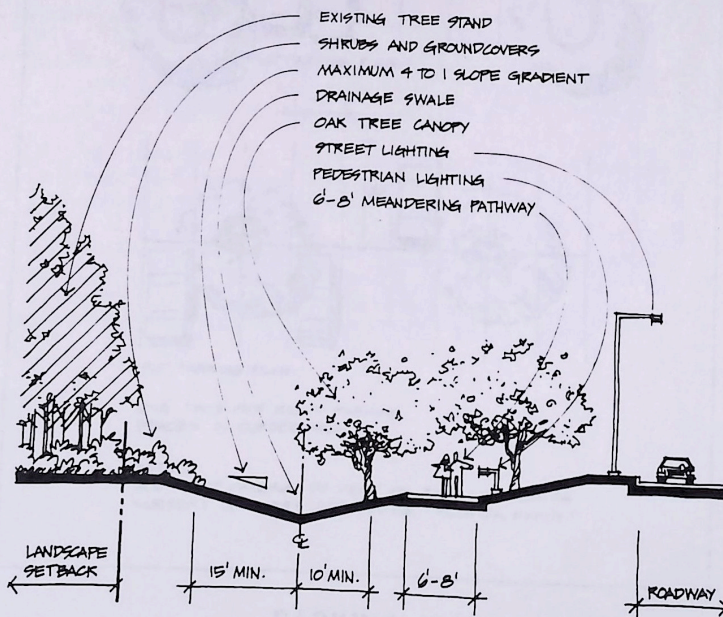 EXISTING TREE STAND
SHRUBS AND GROUNDCOVERS
MAXIMUM 4 TO 1 SLOPE GRADIENT
DRAINAGE SWALE
OAK TREE CANOPY
STREET LIGHTING
PEDESTRIAN LIGHTING
6'-8' MEANDERING PATHWAY
℄
LANDSCAPE
SETBACK
15' MIN.
10' MIN.
6'-8'
ROADWAY